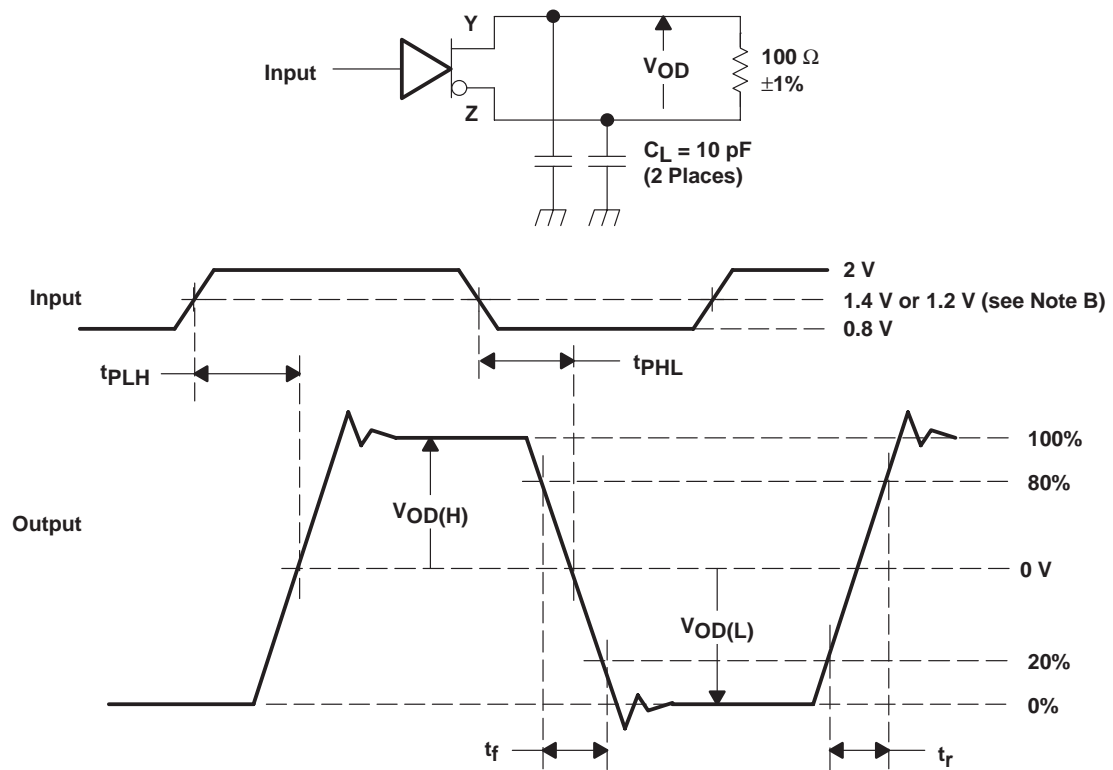 Y
Input
Z
VOD
100 Ω
±1%
CL = 10 pF
(2 Places)
Input
2 V
1.4 V or 1.2 V (see Note B)
0.8 V
tPLH
tPHL
100%
80%
VOD(H)
Output
0 V
VOD(L)
20%
0%
tf
tr